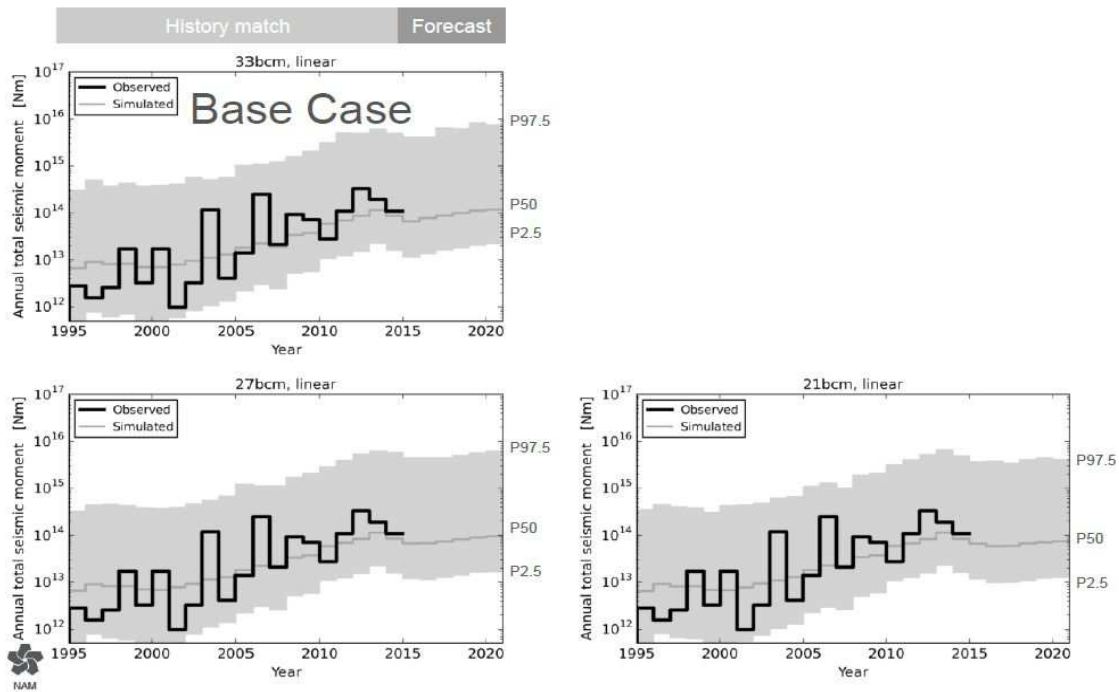 History match Forecast
33bcm, linear
Annual total seismic moment [Nm]
10^17
10^16
10^15
10^14
10^13
10^12
Observed
Simulated
Base Case
P97.5
P50
P2.5
1995 2000 2005 2010 2015 2020
Year
27bcm, linear
Annual total seismic moment [Nm]
10^17
10^16
10^15
10^14
10^13
10^12
Observed
Simulated
P97.5
P50
P2.5
1995 2000 2005 2010 2015 2020
Year
21bcm, linear
Annual total seismic moment [Nm]
10^17
10^16
10^15
10^14
10^13
10^12
Observed
Simulated
P97.5
P50
P2.5
1995 2000 2005 2010 2015 2020
Year
NAM